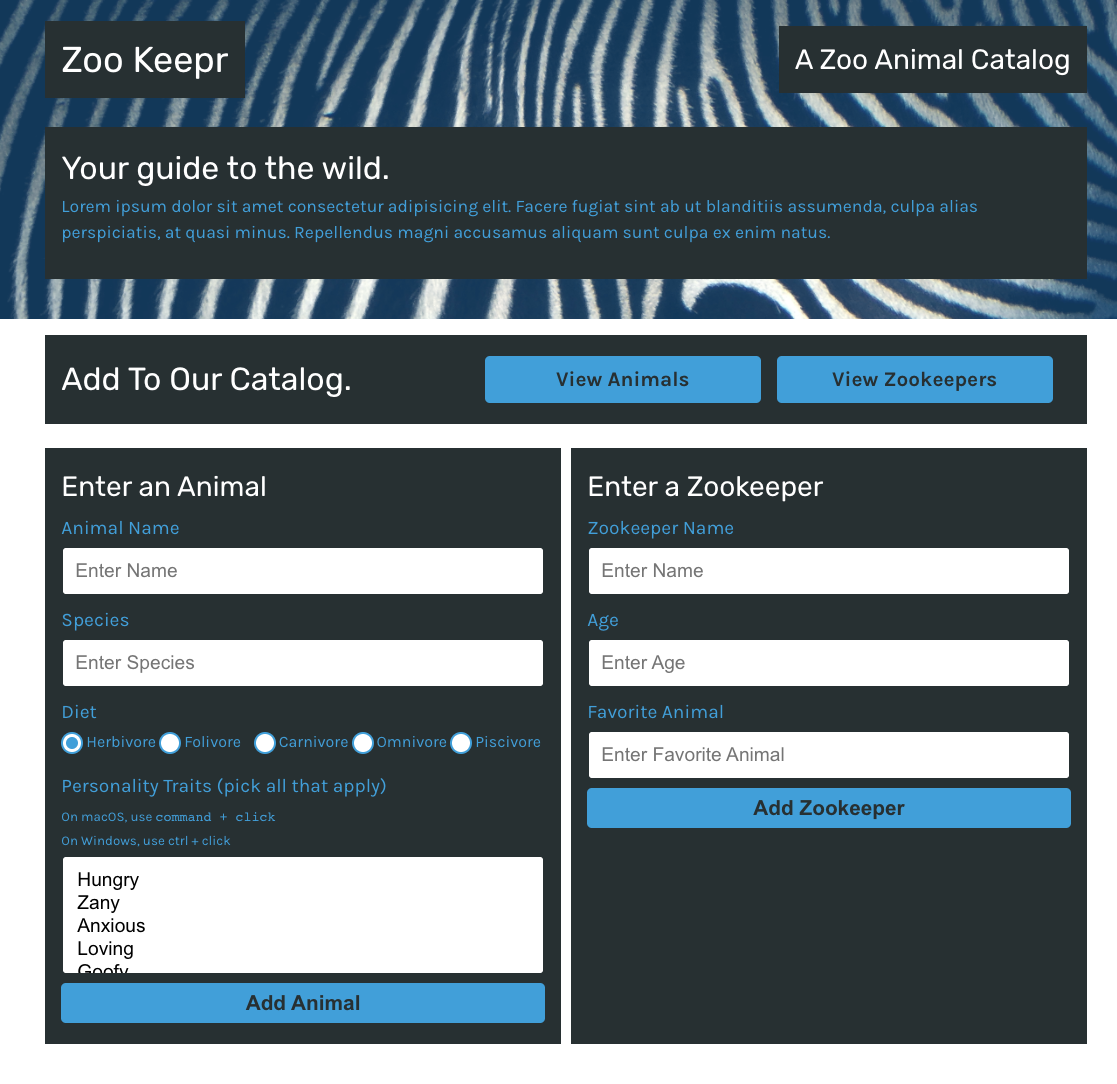 Zoo Keepr
A Zoo Animal Catalog
Your guide to the wild.
Lorem ipsum dolor sit amet consectetur adipisicing elit. Facere fugiat sint ab ut blanditiis assumenda, culpa alias
perspiciatis, at quasi minus. Repellendus magni accusamus aliquam sunt culpa ex enim natus.
Add To Our Catalog.
View Animals
View Zookeepers
Enter an Animal
Animal Name
Enter Name
Species
Enter Species
Diet
Herbivore Folivore Carnivore Omnivore Piscivore
Personality Traits (pick all that apply)
On macOS, use command + click
On Windows, use ctrl + click
Hungry
Zany
Anxious
Loving
Goofy
Add Animal
Enter a Zookeeper
Zookeeper Name
Enter Name
Age
Enter Age
Favorite Animal
Enter Favorite Animal
Add Zookeeper